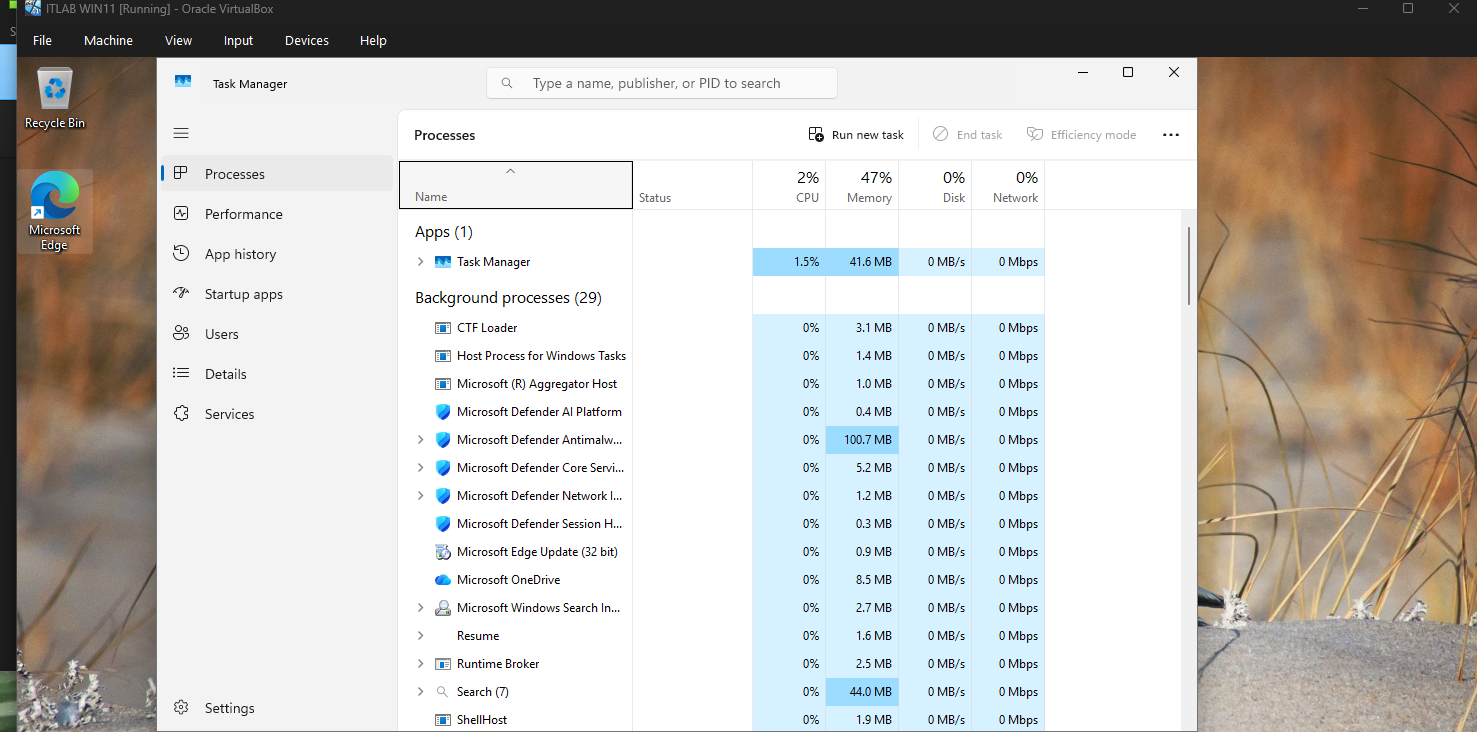 ITLAB WIN11 [Running] - Oracle VirtualBox
File Machine View Input Devices Help
Recycle Bin
Microsoft
Edge
Task Manager
Type a name, publisher, or PID to search
Processes
Performance
App history
Startup apps
Users
Details
Services
Settings
Processes
Run new task End task Efficiency mode
2% 47% 0% 0%
Name Status CPU Memory Disk Network
Apps (1)
Task Manager 1.5% 41.6 MB 0 MB/s 0 Mbps
Background processes (29)
CTF Loader 0% 3.1 MB 0 MB/s 0 Mbps
Host Process for Windows Tasks 0% 1.4 MB 0 MB/s 0 Mbps
Microsoft (R) Aggregator Host 0% 1.0 MB 0 MB/s 0 Mbps
Microsoft Defender AI Platform 0% 0.4 MB 0 MB/s 0 Mbps
Microsoft Defender Antimalw... 0% 100.7 MB 0 MB/s 0 Mbps
Microsoft Defender Core Servi... 0% 5.2 MB 0 MB/s 0 Mbps
Microsoft Defender Network I... 0% 1.2 MB 0 MB/s 0 Mbps
Microsoft Defender Session H... 0% 0.3 MB 0 MB/s 0 Mbps
Microsoft Edge Update (32 bit) 0% 0.9 MB 0 MB/s 0 Mbps
Microsoft OneDrive 0% 8.5 MB 0 MB/s 0 Mbps
Microsoft Windows Search In... 0% 2.7 MB 0 MB/s 0 Mbps
Resume 0% 1.6 MB 0 MB/s 0 Mbps
Runtime Broker 0% 2.5 MB 0 MB/s 0 Mbps
Search (7) 0% 44.0 MB 0 MB/s 0 Mbps
ShellHost 0% 1.9 MB 0 MB/s 0 Mbps